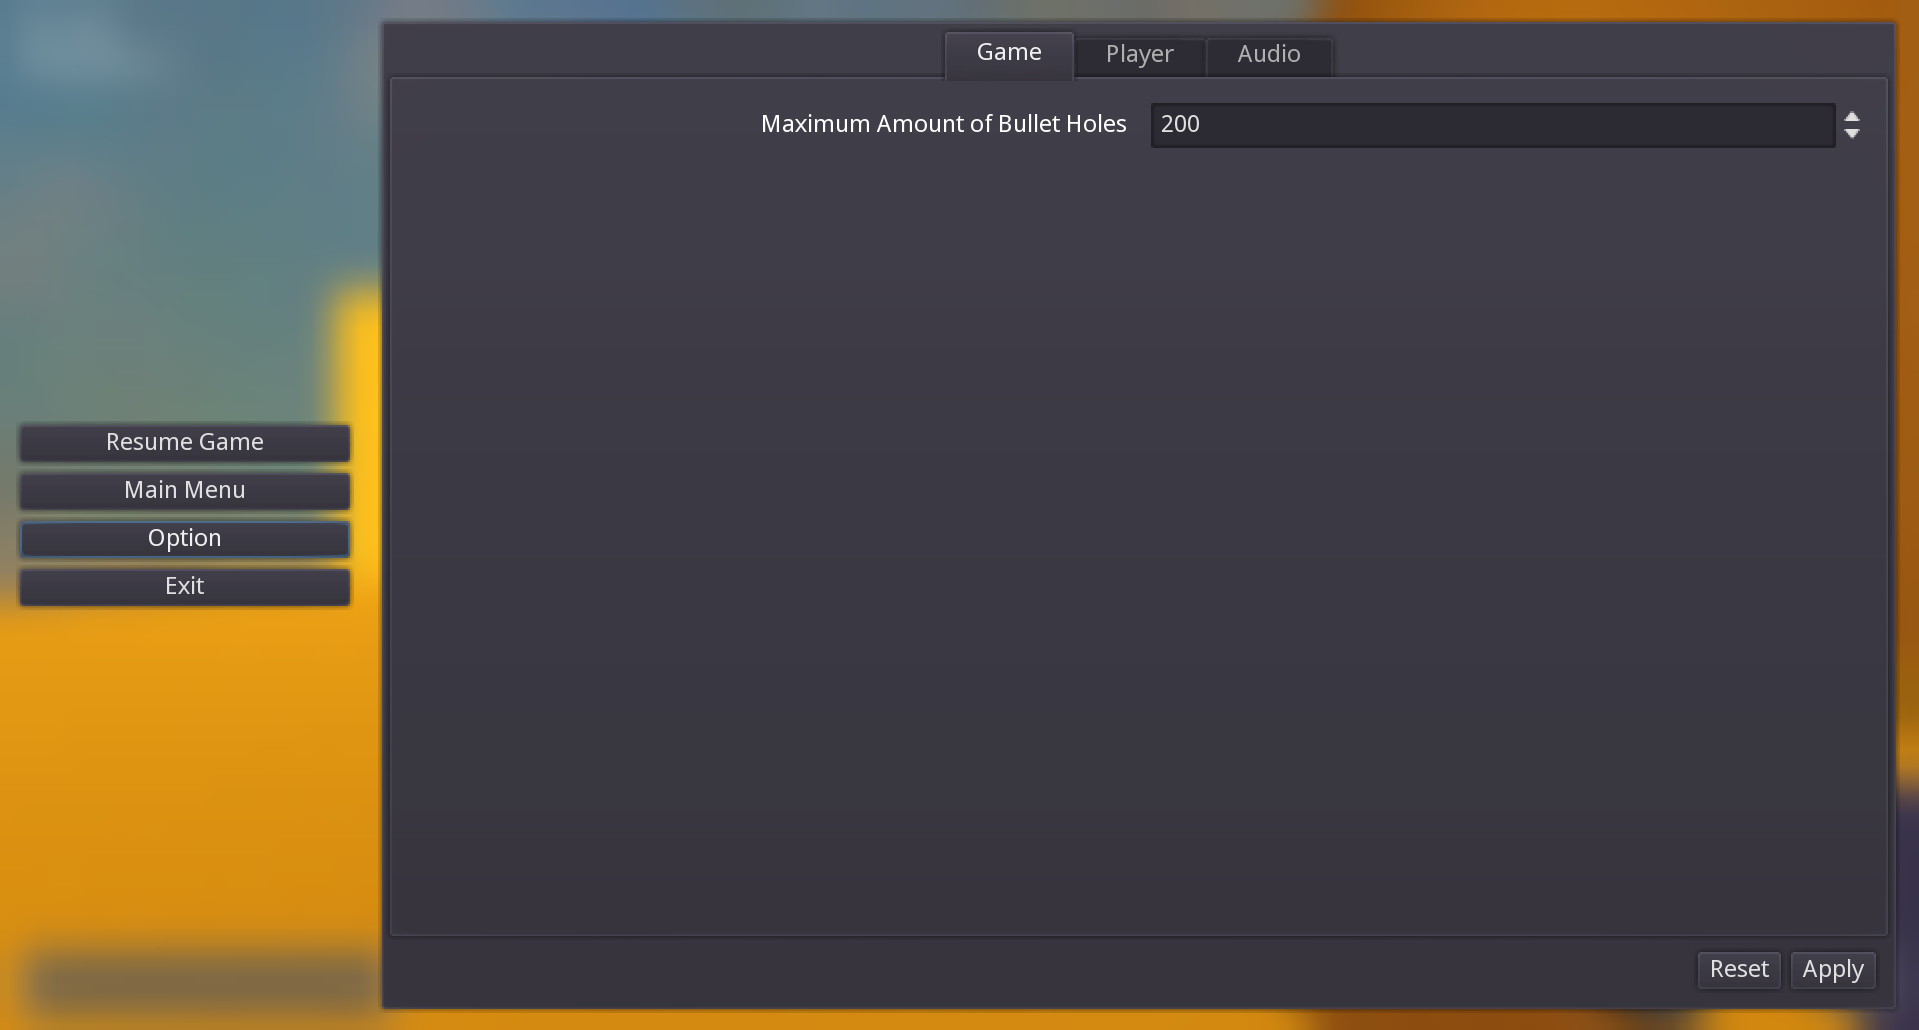 Game
Player
Audio
Maximum Amount of Bullet Holes
200
Resume Game
Main Menu
Option
Exit
Reset
Apply